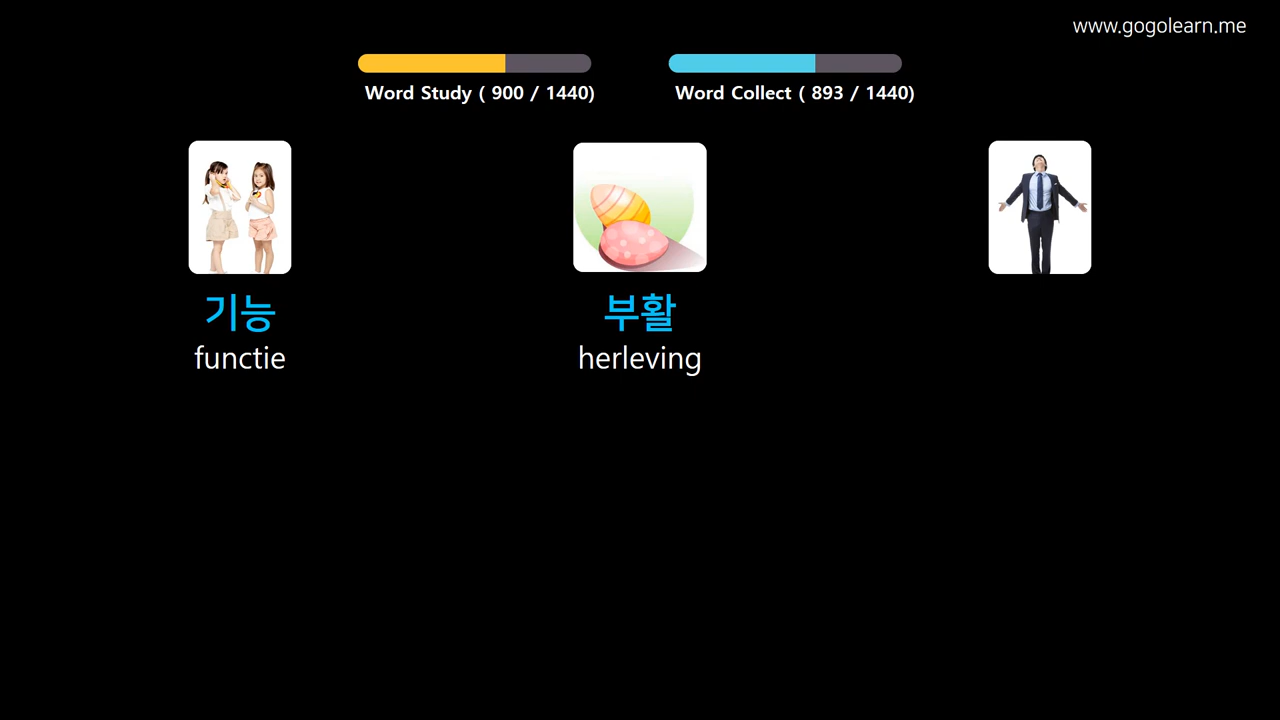 www.gogolearn.me
Word Study ( 900 / 1440)
Word Collect ( 893 / 1440)
기능
functie
부활
herleving